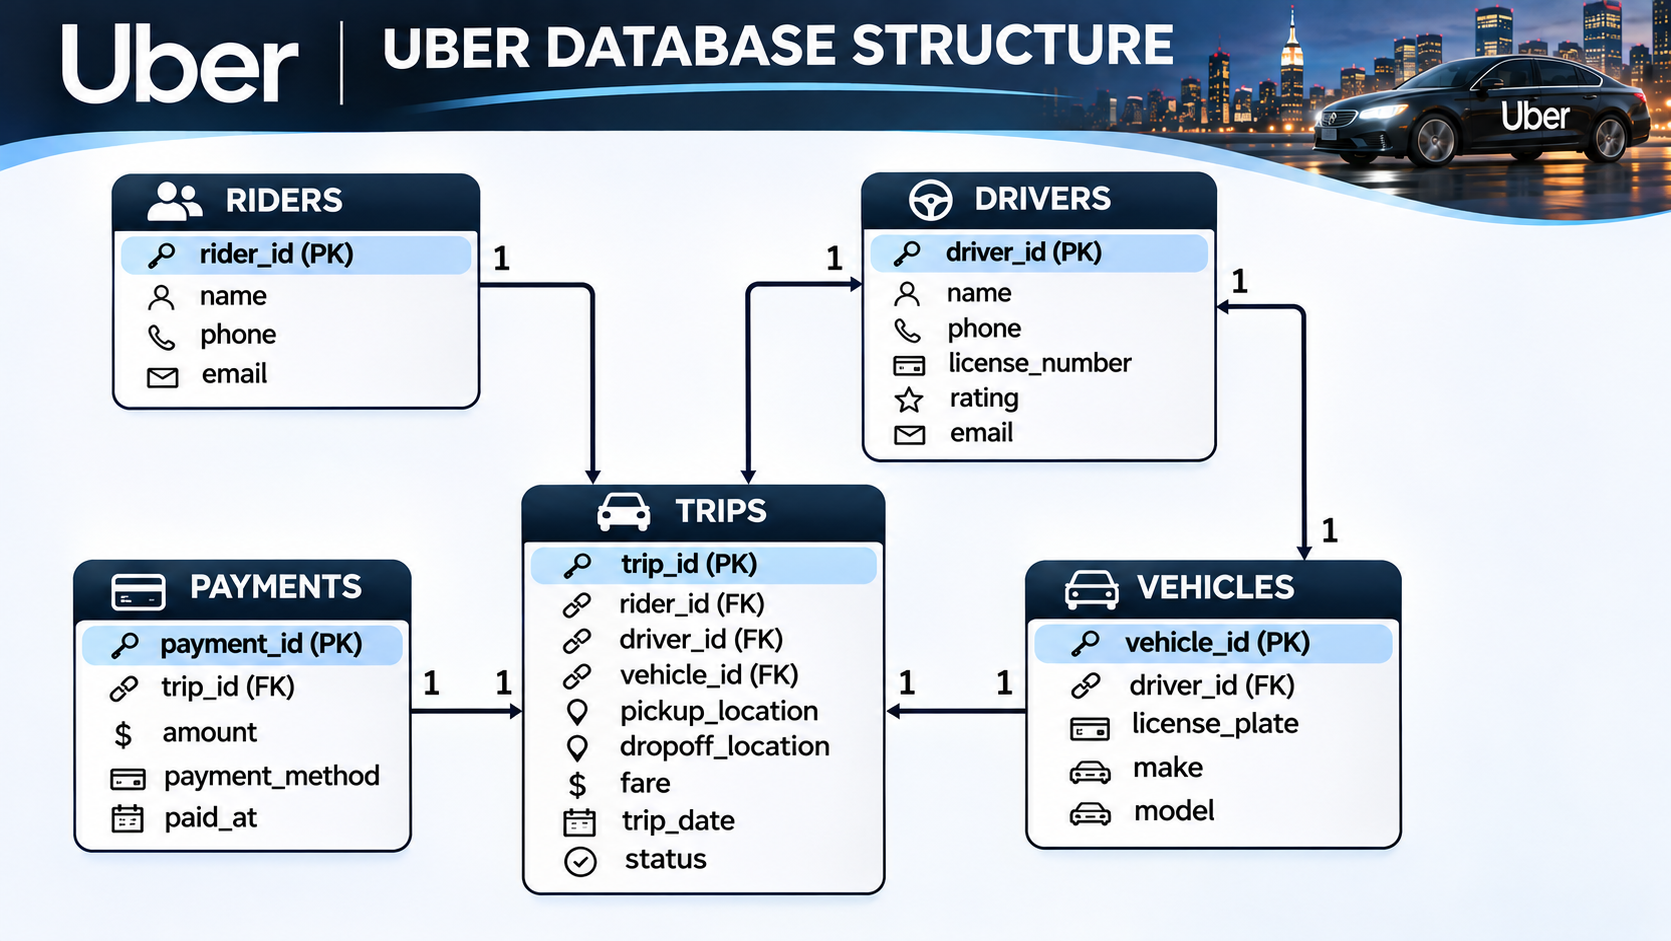 Uber
UBER DATABASE STRUCTURE
Uber
RIDERS
rider_id (PK)
name
phone
email
1
1
DRIVERS
driver_id (PK)
name
phone
license_number
rating
email
1
1
PAYMENTS
payment_id (PK)
trip_id (FK)
amount
payment_method
paid_at
1
1
TRIPS
trip_id (PK)
rider_id (FK)
driver_id (FK)
vehicle_id (FK)
pickup_location
dropoff_location
$ fare
trip_date
status
1
1
VEHICLES
vehicle_id (PK)
driver_id (FK)
license_plate
make
model